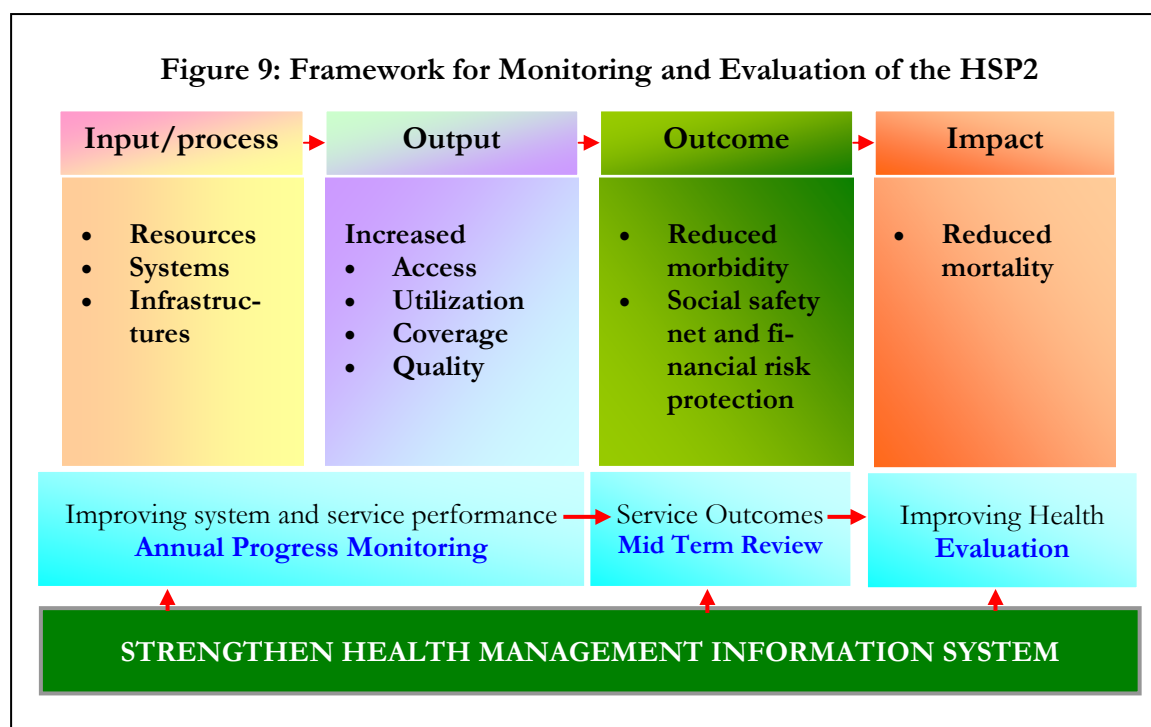 Figure 9: Framework for Monitoring and Evaluation of the HSP2
Input/process
Output
Outcome
Impact
• Resources
• Systems
• Infrastruc-
tures
Increased
• Access
• Utilization
• Coverage
• Quality
• Reduced
morbidity
• Social safety
net and fi-
nancial risk
protection
• Reduced
mortality
Improving system and service performance
Annual Progress Monitoring
Service Outcomes
Mid Term Review
Improving Health
Evaluation
STRENGTHEN HEALTH MANAGEMENT INFORMATION SYSTEM